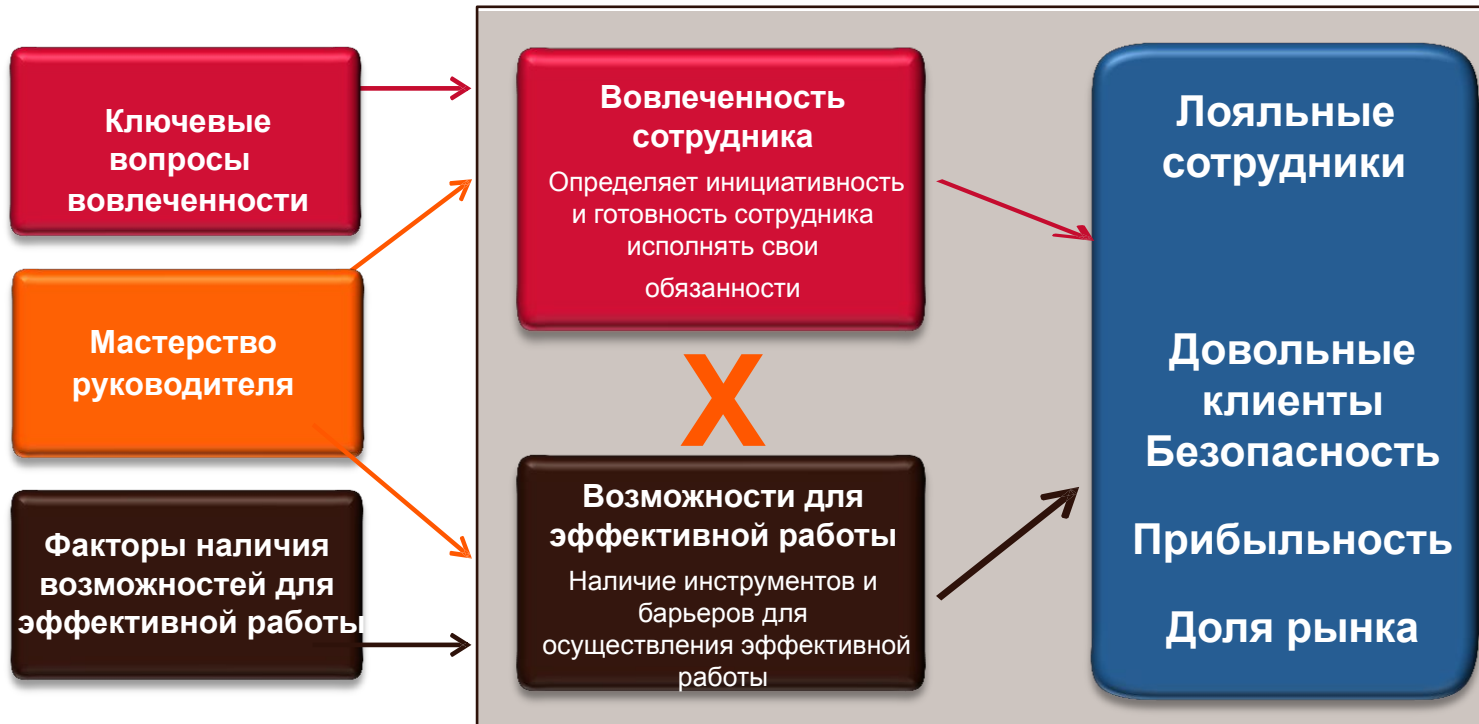 Ключевые
вопросы
вовлеченности
Мастерство
руководителя
Факторы наличия
возможностей для
эффективной работы
Вовлеченность
сотрудника
Определяет инициативность
и готовность сотрудника
исполнять свои
обязанности
X
Возможности для
эффективной работы
Наличие инструментов и
барьеров для
осуществления эффективной
работы
Лояльные
сотрудники
Довольные
клиенты
Безопасность
Прибыльность
Доля рынка